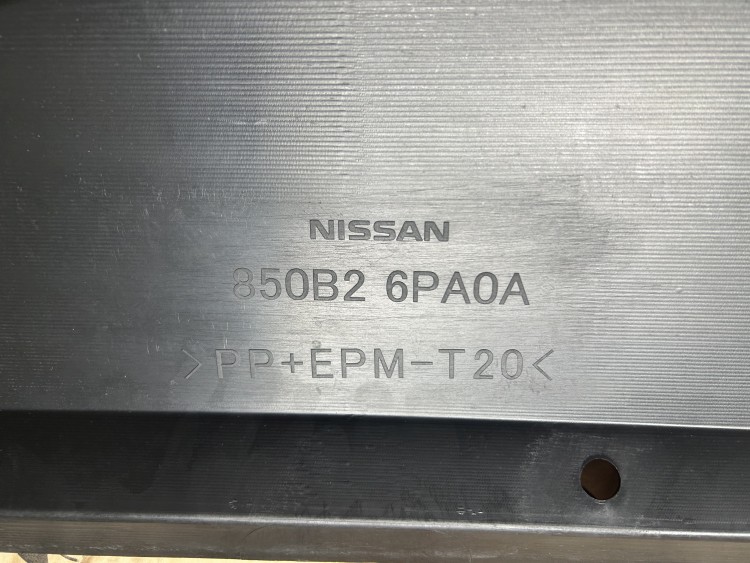 NISSAN
850B2 6PA0A
>PP+EPM-T20<